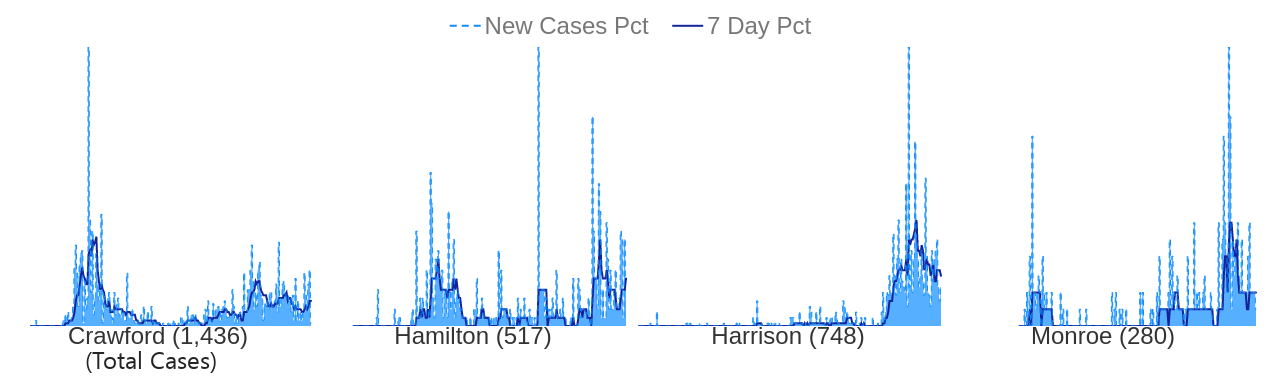 New Cases Pct 7 Day Pct
Crawford (1,436) Hamilton (517) Harrison (748) Monroe (280)
(Total Cases)